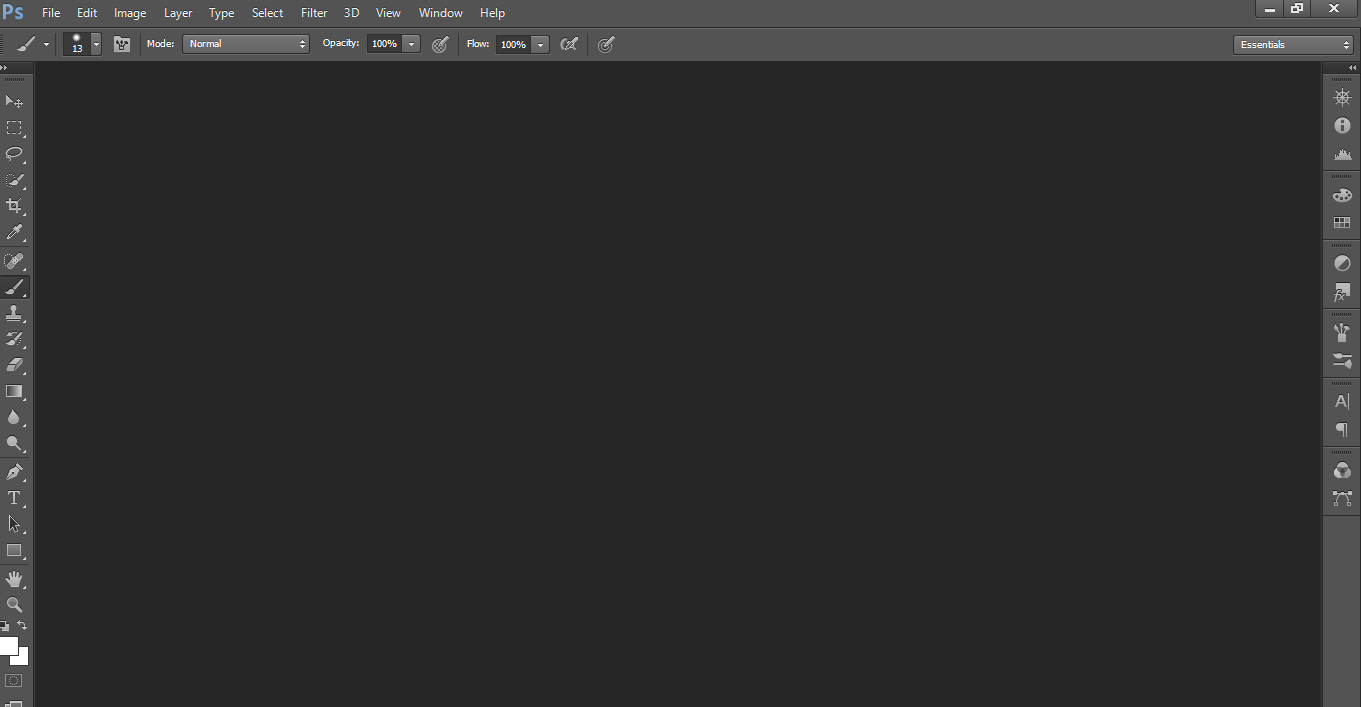 Ps File Edit Image Layer Type Select Filter 3D View Window Help
13 Mode: Normal Opacity: 100% Flow: 100% Essentials